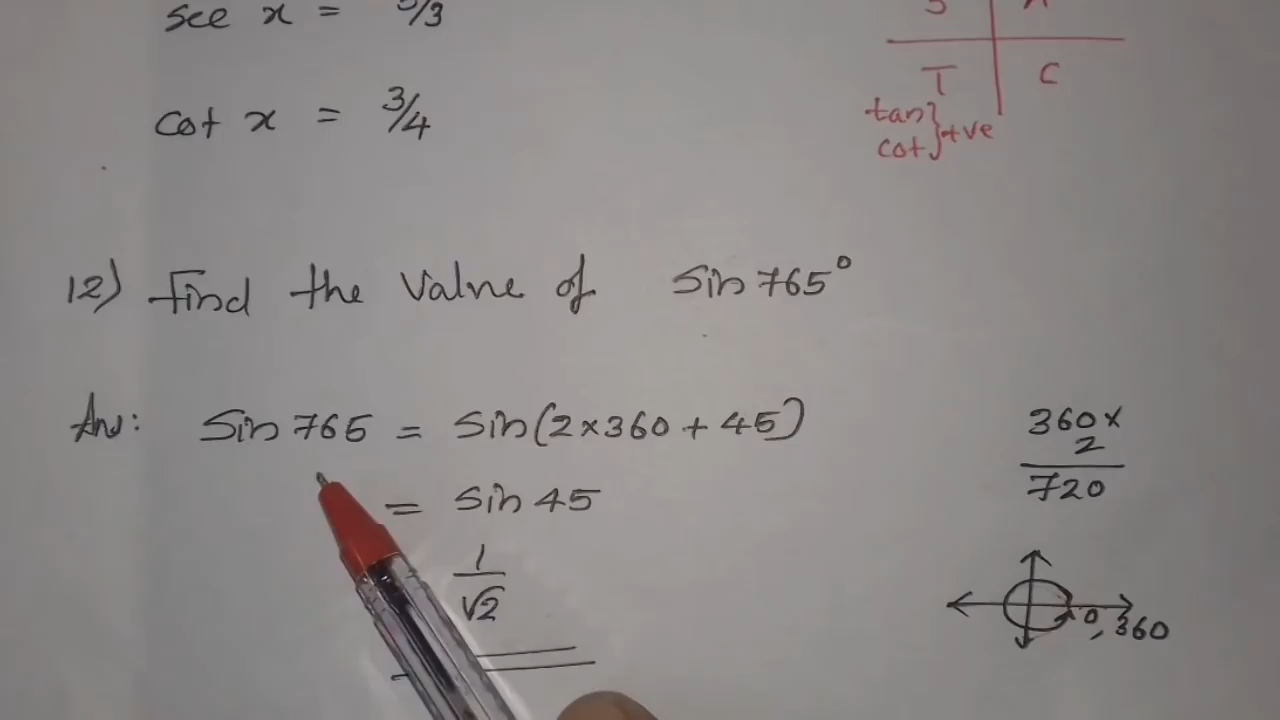 sec x =  /3
cot x = 3/4
T C
tan } +ve
cot
12) Find the value of Sin 765°
Ans: Sin 765 = Sin(2×360 + 45)
= Sin 45
1/√2
360×
2
720
0, 360